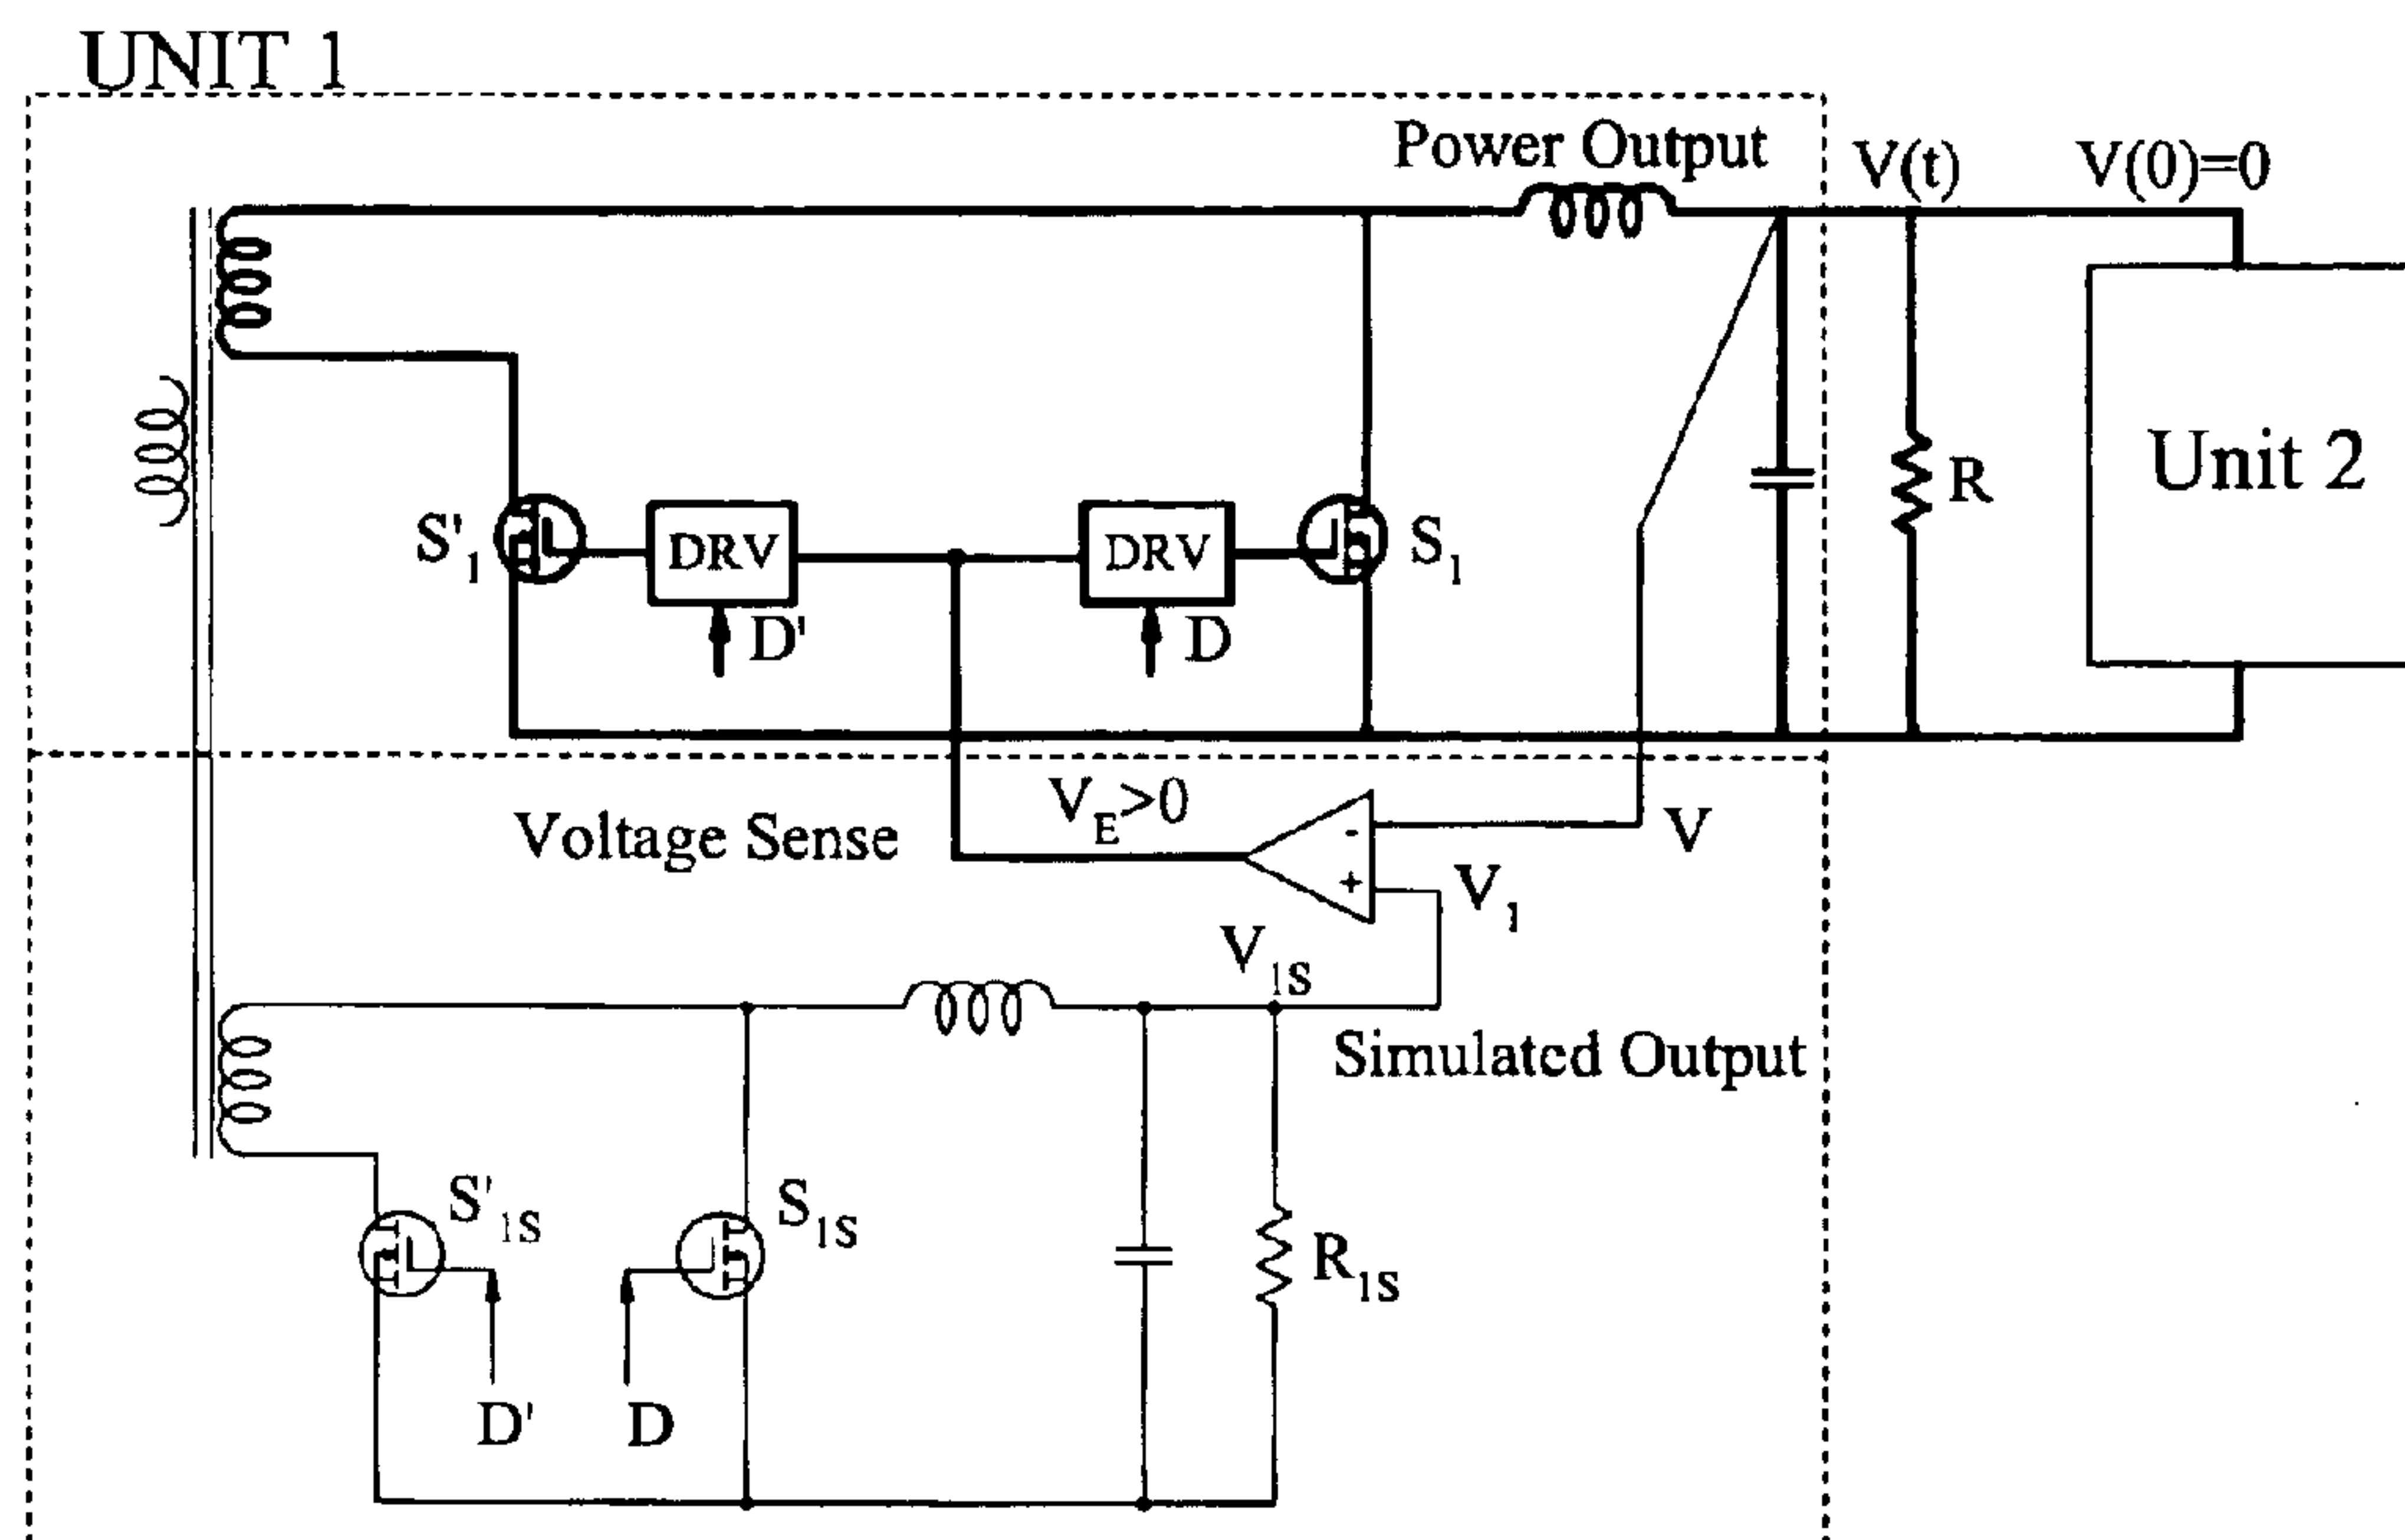 UNIT 1
Power Output
V(t)
V(0)=0
S'1
DRV
DRV
S1
R
Unit 2
D'
D
VE>0
Voltage Sense
-
V
+
V1
V1S
Simulated Output
S'1S
S1S
R1S
D'
D